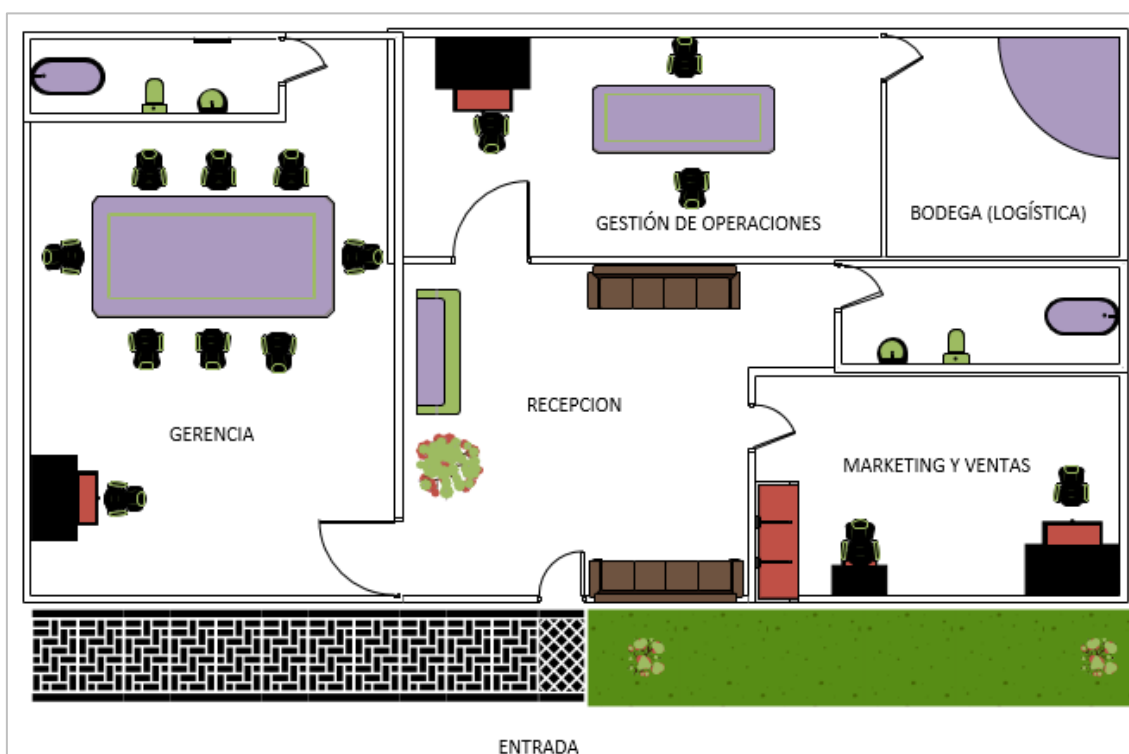 GESTIÓN DE OPERACIONES
BODEGA (LOGÍSTICA)
RECEPCION
GERENCIA
MARKETING Y VENTAS
ENTRADA